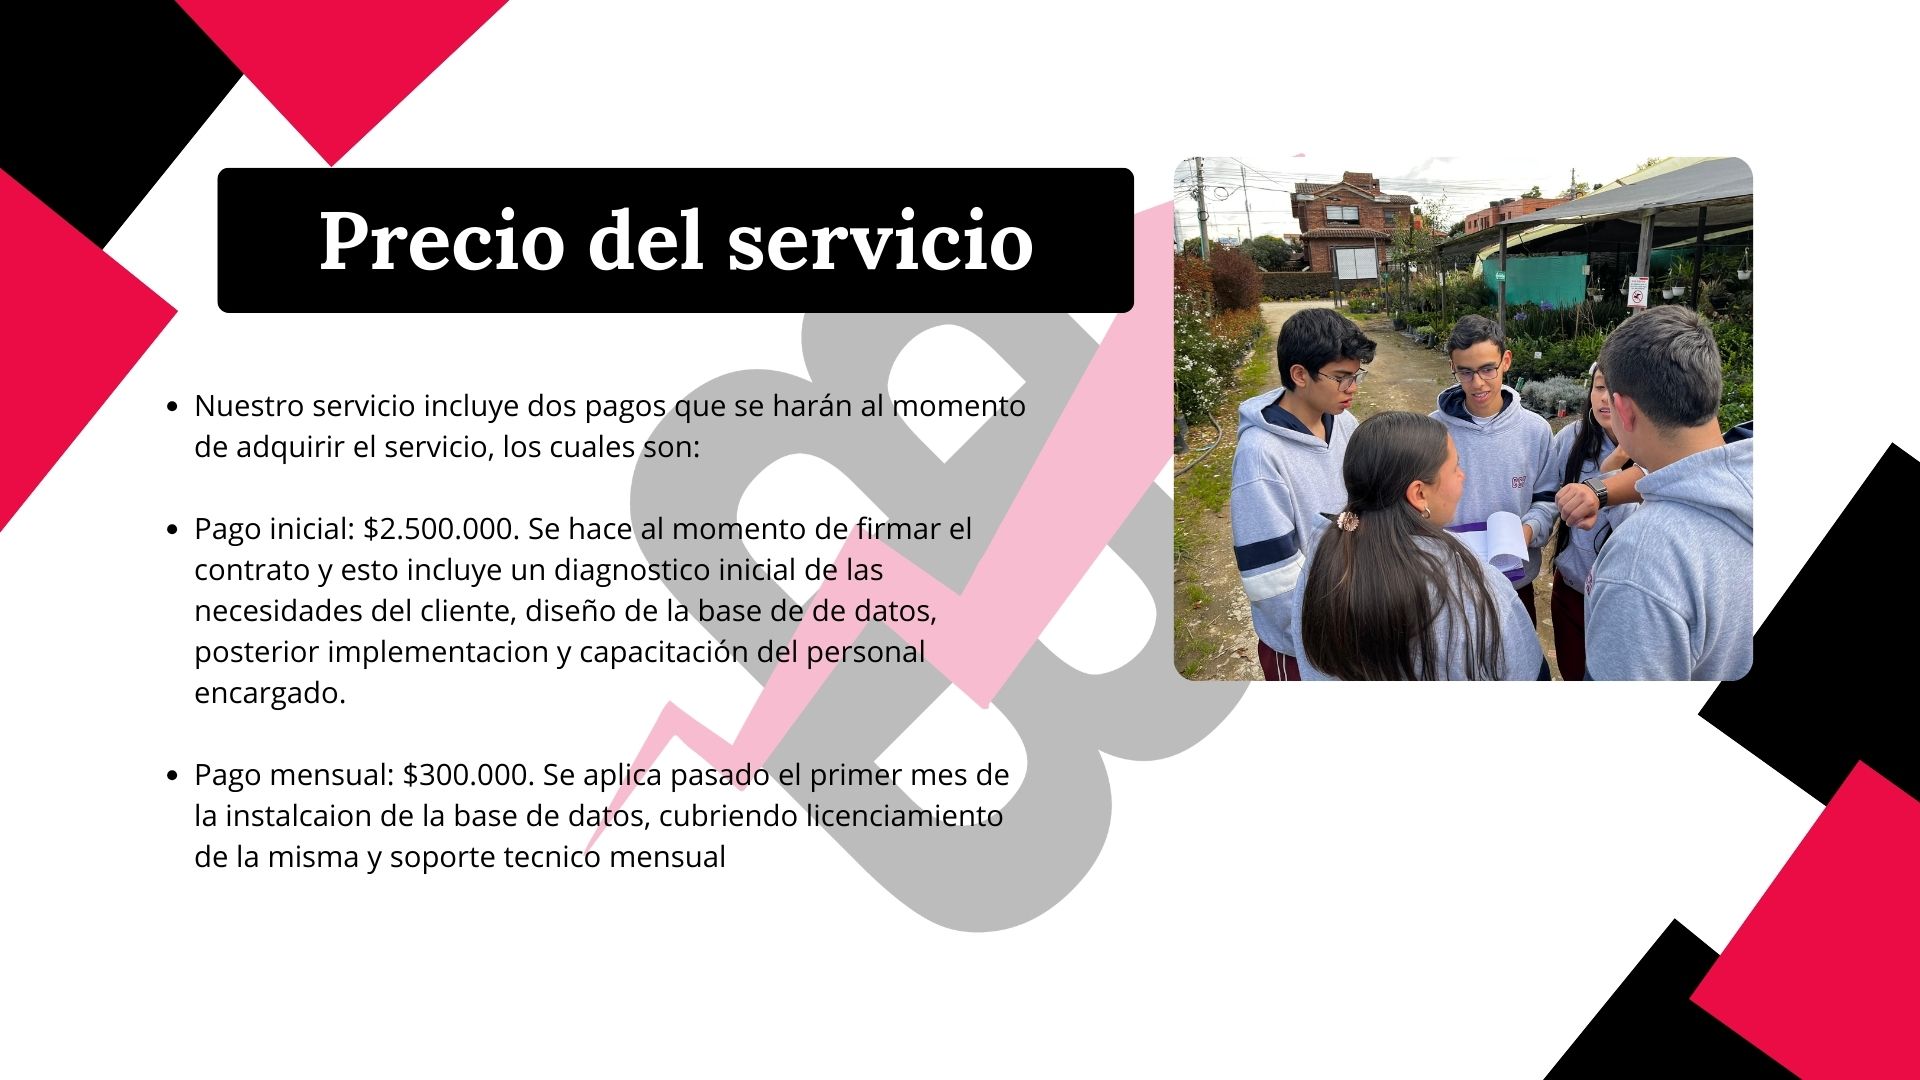 Precio del servicio
Nuestro servicio incluye dos pagos que se harán al momento
de adquirir el servicio, los cuales son:
Pago inicial: $2.500.000. Se hace al momento de firmar el
contrato y esto incluye un diagnostico inicial de las
necesidades del cliente, diseño de la base de de datos,
posterior implementacion y capacitación del personal
encargado.
Pago mensual: $300.000. Se aplica pasado el primer mes de
la instalcaion de la base de datos, cubriendo licenciamiento
de la misma y soporte tecnico mensual